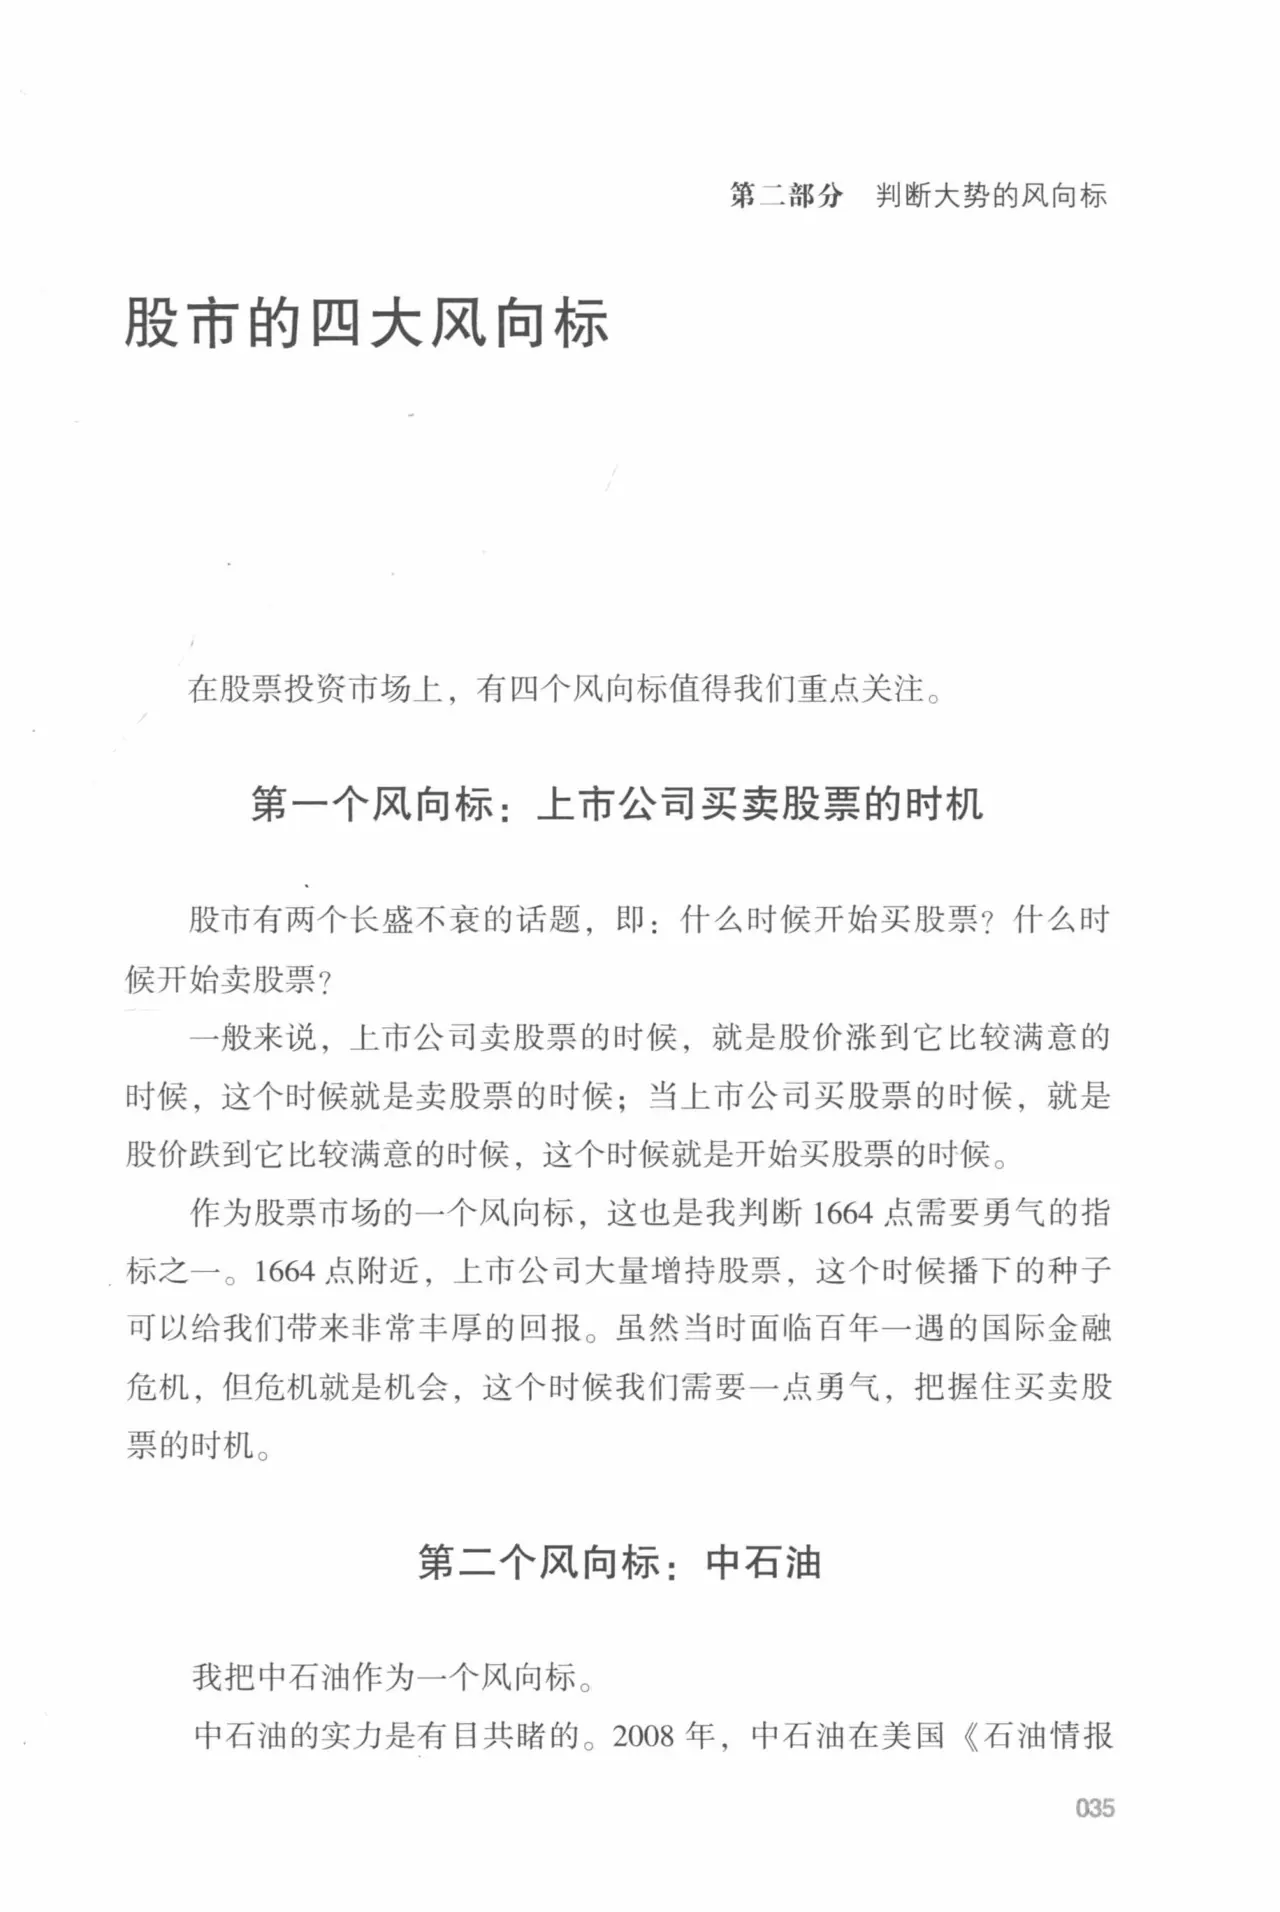 第二部分 判断大势的风向标
股市的四大风向标
在股票投资市场上，有四个风向标值得我们重点关注。
第一个风向标：上市公司买卖股票的时机
股市有两个长盛不衰的话题，即：什么时候开始买股票？什么时
候开始卖股票？
一般来说，上市公司卖股票的时候，就是股价涨到它比较满意的
时候，这个时候就是卖股票的时候；当上市公司买股票的时候，就是
股价跌到它比较满意的时候，这个时候就是开始买股票的时候。
作为股票市场的一个风向标，这也是我判断 1664 点需要勇气的指
标之一。1664 点附近，上市公司大量增持股票，这个时候播下的种子
可以给我们带来非常丰厚的回报。虽然当时面临百年一遇的国际金融
危机，但危机就是机会，这个时候我们需要一点勇气，把握住买卖股
票的时机。
第二个风向标：中石油
我把中石油作为一个风向标。
中石油的实力是有目共睹的。2008 年，中石油在美国《石油情报
035